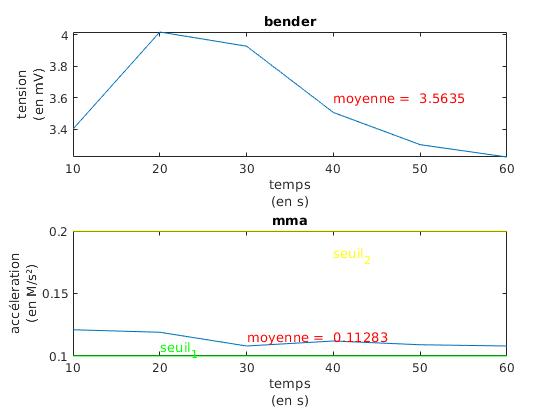 bender
tension
(en mV)
4
3.8
3.6
3.4
moyenne = 3.5635
10 20 30 40 50 60
temps
(en s)
mma
accéleration
(en M/s²)
0.2
0.15
0.1
seuil2
moyenne = 0.11283
seuil1
10 20 30 40 50 60
temps
(en s)